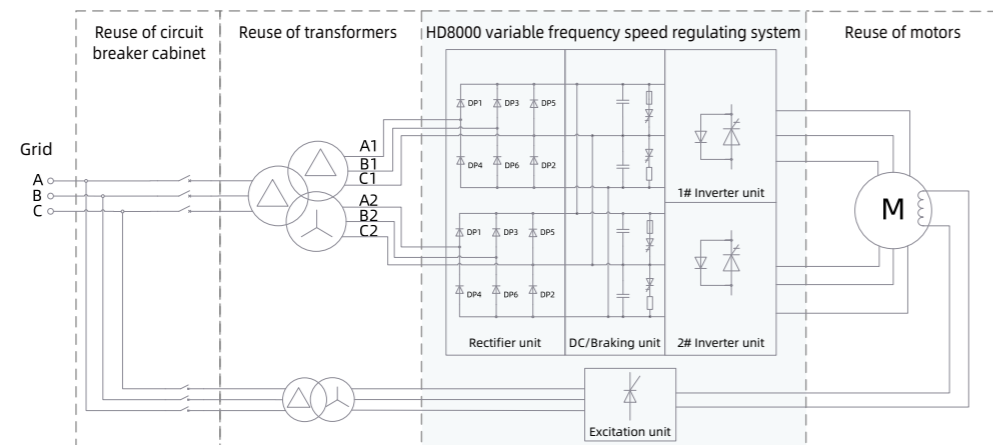 Reuse of circuit
breaker cabinet
Reuse of transformers
HD8000 variable frequency speed regulating system
Reuse of motors
Grid
A
B
C
A1
B1
C1
A2
B2
C2
DP1
DP3
DP5
DP4
DP6
DP2
DP1
DP3
DP5
DP4
DP6
DP2
Rectifier unit
DC/Braking unit
1# Inverter unit
2# Inverter unit
M
Excitation unit